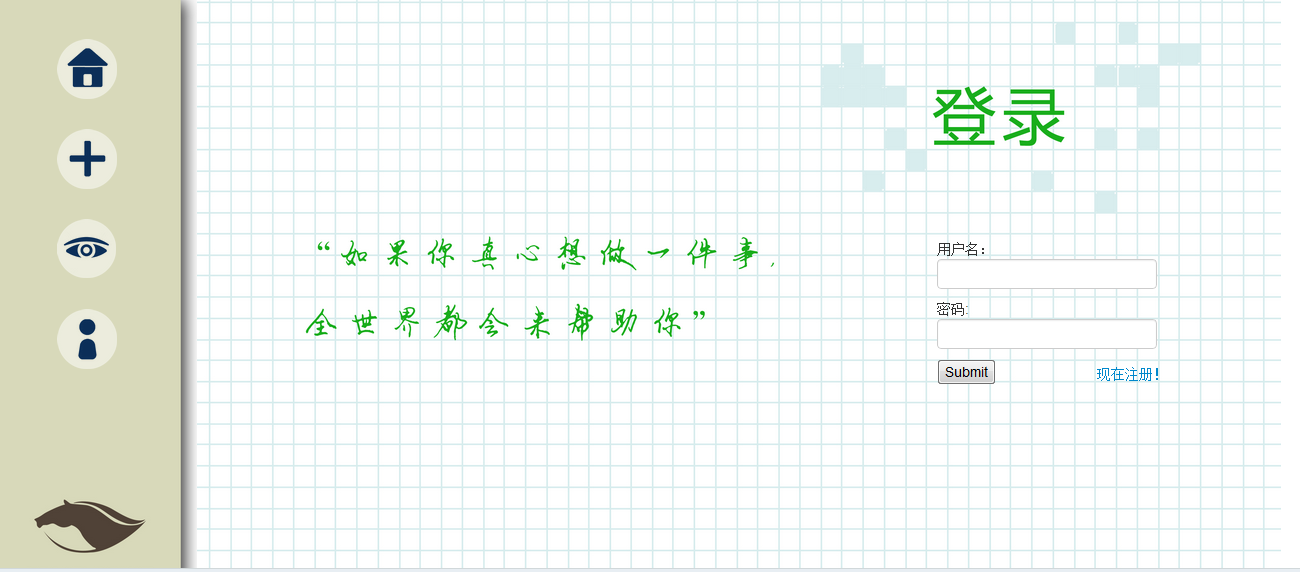 登录
“如果你真心想做一件事,
全世界都会来帮助你”
用户名：
密码:
Submit
现在注册！